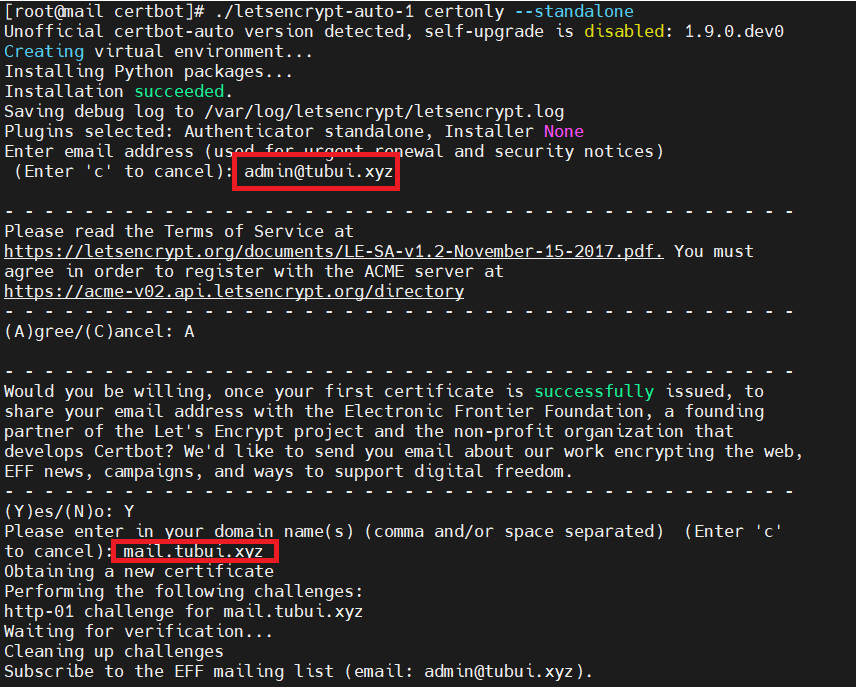 [root@mail certbot]# ./letsencrypt-auto-1 certonly --standalone
Unofficial certbot-auto version detected, self-upgrade is disabled: 1.9.0.dev0
Creating virtual environment...
Installing Python packages...
Installation succeeded.
Saving debug log to /var/log/letsencrypt/letsencrypt.log
Plugins selected: Authenticator standalone, Installer None
Enter email address (used for urgent renewal and security notices)
 (Enter 'c' to cancel): admin@tubui.xyz

- - - - - - - - - - - - - - - - - - - - - - - - - - - - - - - - - - - - - - - -
Please read the Terms of Service at
https://letsencrypt.org/documents/LE-SA-v1.2-November-15-2017.pdf. You must
agree in order to register with the ACME server at
https://acme-v02.api.letsencrypt.org/directory
- - - - - - - - - - - - - - - - - - - - - - - - - - - - - - - - - - - - - - - -
(A)gree/(C)ancel: A

- - - - - - - - - - - - - - - - - - - - - - - - - - - - - - - - - - - - - - - -
Would you be willing, once your first certificate is successfully issued, to
share your email address with the Electronic Frontier Foundation, a founding
partner of the Let's Encrypt project and the non-profit organization that
develops Certbot? We'd like to send you email about our work encrypting the web,
EFF news, campaigns, and ways to support digital freedom.
- - - - - - - - - - - - - - - - - - - - - - - - - - - - - - - - - - - - - - - -
(Y)es/(N)o: Y
Please enter in your domain name(s) (comma and/or space separated)  (Enter 'c'
to cancel): mail.tubui.xyz
Obtaining a new certificate
Performing the following challenges:
http-01 challenge for mail.tubui.xyz
Waiting for verification...
Cleaning up challenges
Subscribe to the EFF mailing list (email: admin@tubui.xyz).